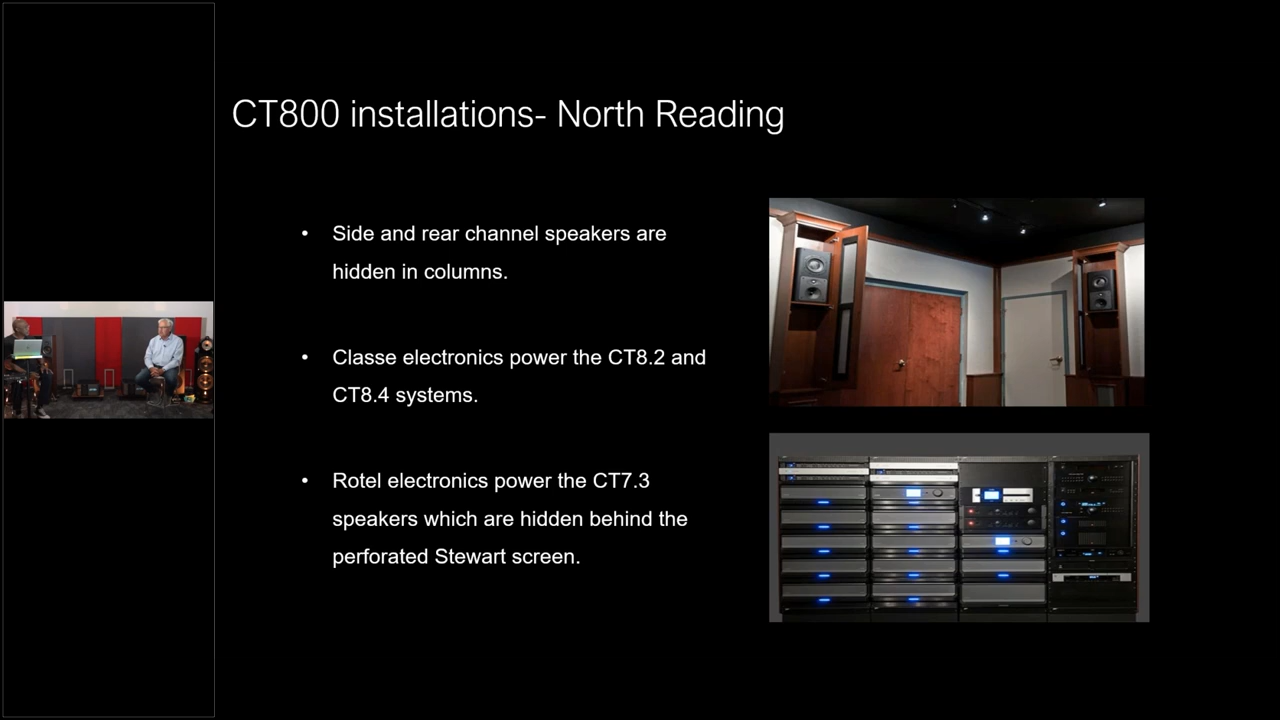 CT800 installations- North Reading
• Side and rear channel speakers are
hidden in columns.
• Classe electronics power the CT8.2 and
CT8.4 systems.
• Rotel electronics power the CT7.3
speakers which are hidden behind the
perforated Stewart screen.